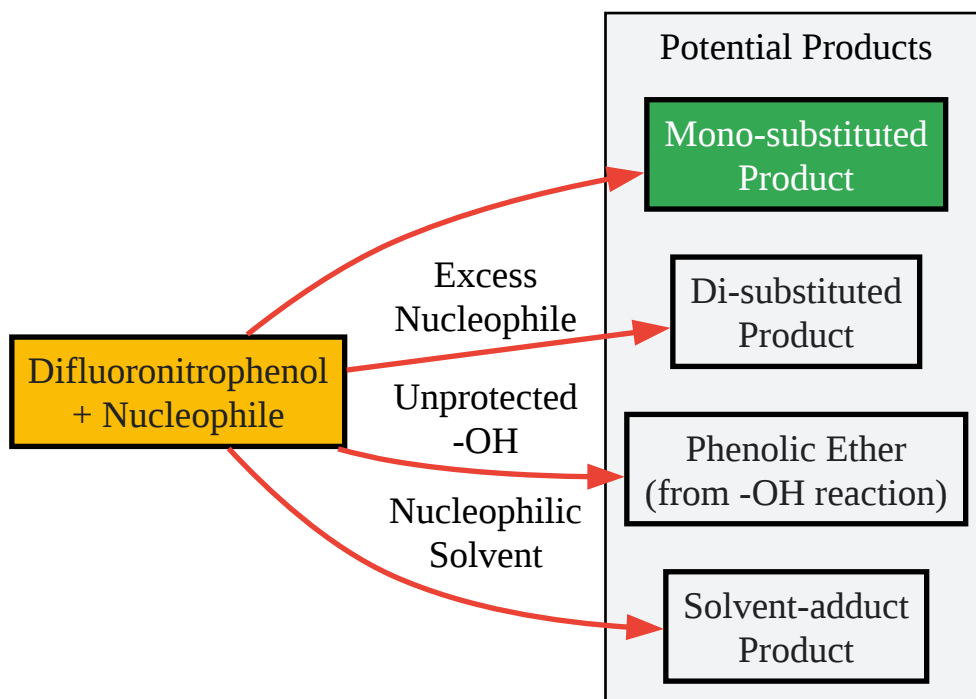 Potential Products
Mono-substituted
Product
Excess
Nucleophile
Di-substituted
Product
Difluoronitrophenol
+ Nucleophile
Unprotected
-OH
Phenolic Ether
(from -OH reaction)
Nucleophilic
Solvent
Solvent-adduct
Product